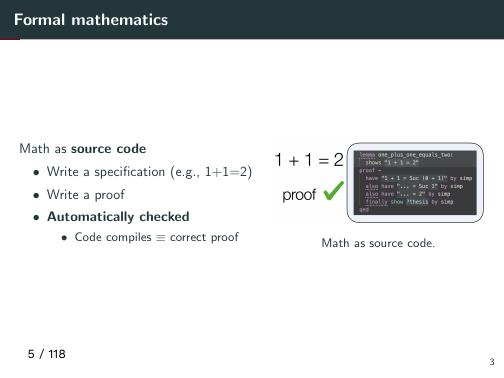 Formal mathematics
Math as source code
• Write a specification (e.g., 1+1=2)
• Write a proof
• Automatically checked
• Code compiles ≡ correct proof
1 + 1 = 2
proof ✓
lemma one_plus_one_equals_two:
shows "1 + 1 = 2"
proof -
have "1 + 1 = Suc (0 + 1)" by simp
also have "... = Suc 1" by simp
also have "... = 2" by simp
finally show ?thesis by simp
qed
Math as source code.
5 / 118
3